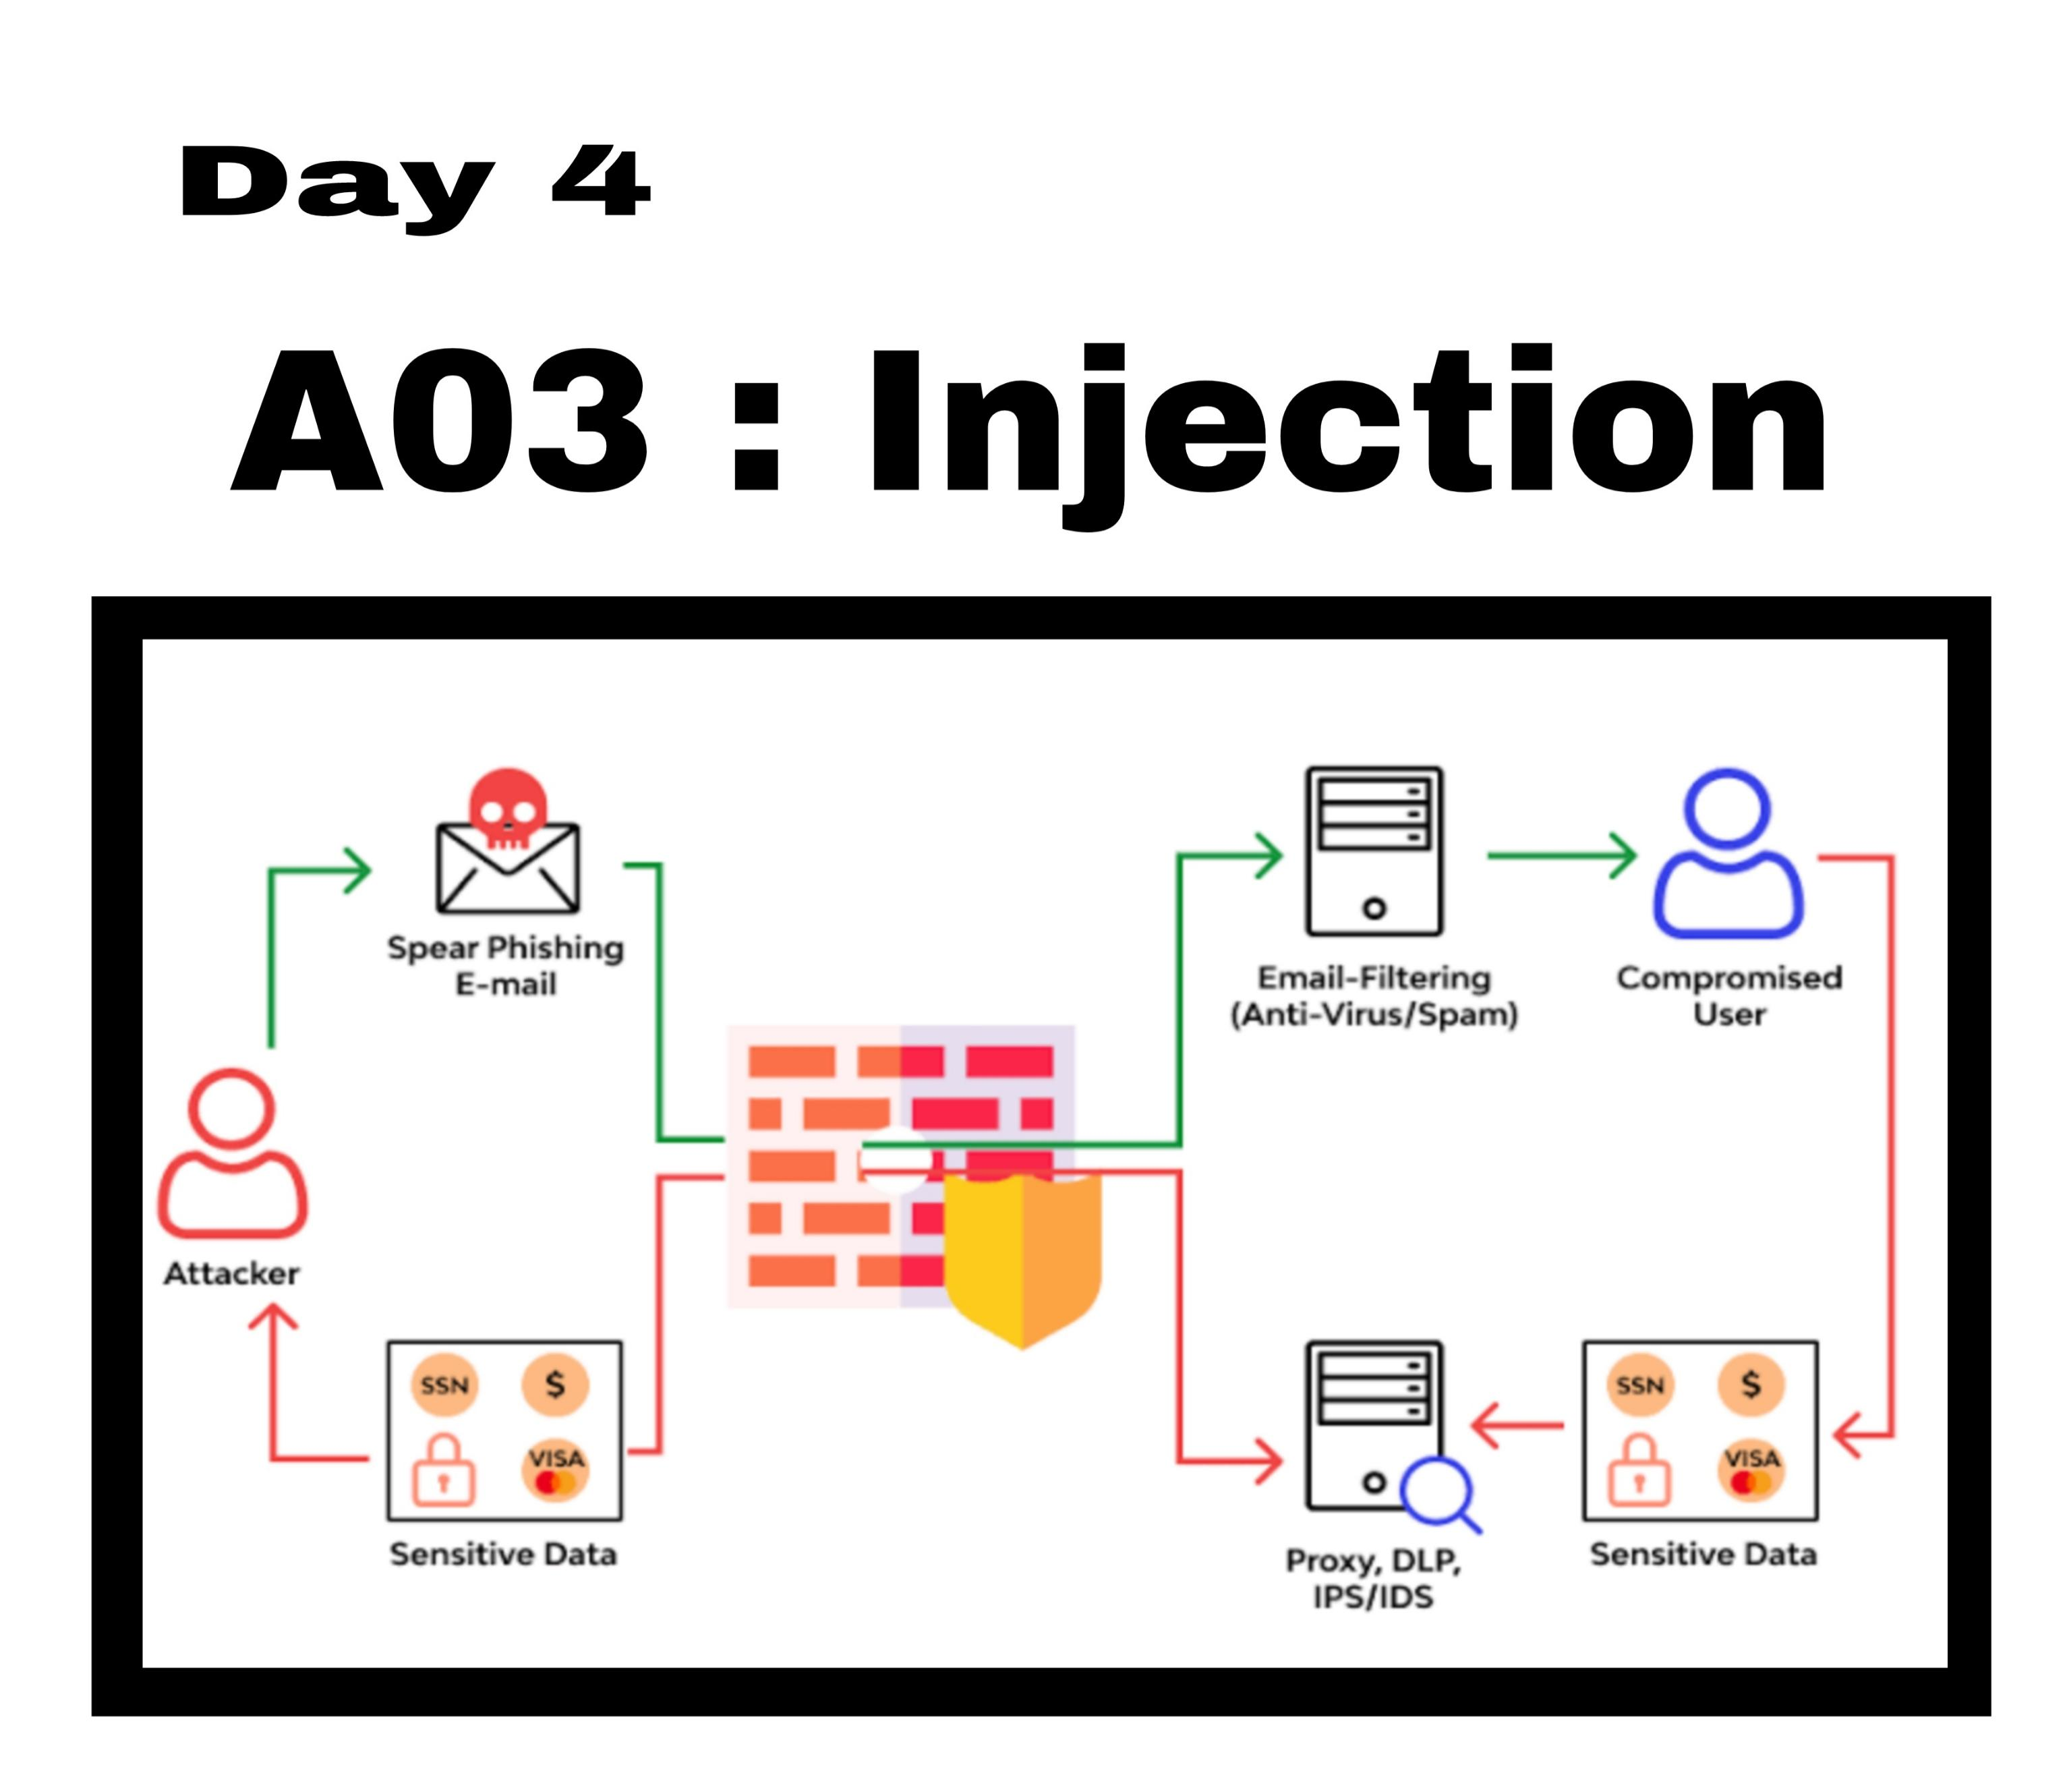 Day 4
A03 : Injection
Spear Phishing
E-mail
Email-Filtering
(Anti-Virus/Spam)
Compromised
User
Attacker
SSN
$
VISA
Sensitive Data
Proxy, DLP,
IPS/IDS
SSN
$
VISA
Sensitive Data